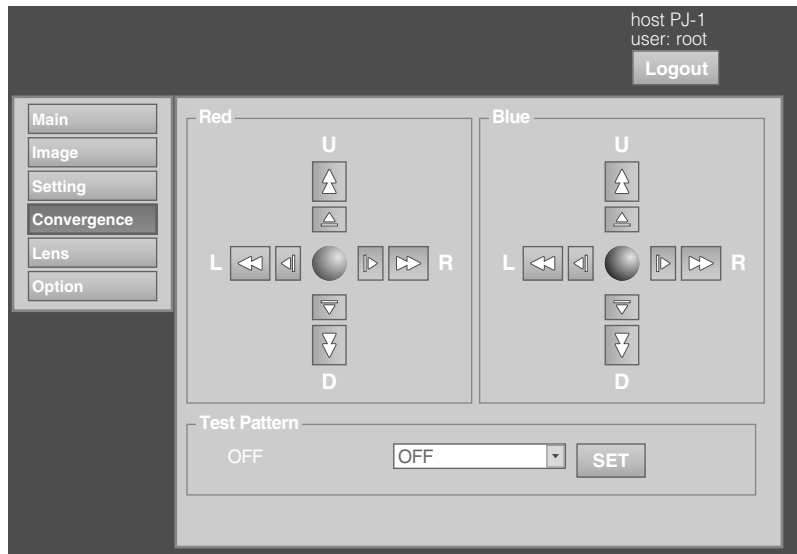 host PJ-1
user: root
Logout
Main
Image
Setting
Convergence
Lens
Option
Red
U
L
R
D
Blue
U
L
R
D
Test Pattern
OFF
OFF
SET